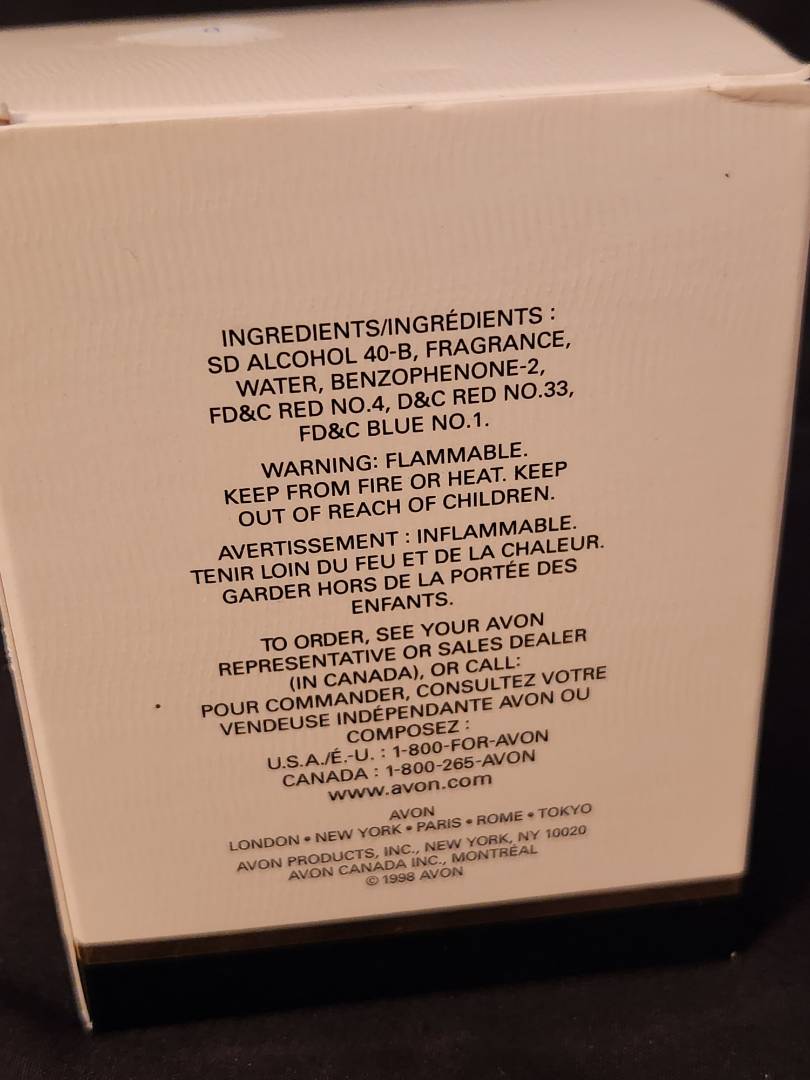 INGREDIENTS/INGRÉDIENTS :
SD ALCOHOL 40-B, FRAGRANCE,
WATER, BENZOPHENONE-2,
FD&C RED NO.4, D&C RED NO.33,
FD&C BLUE NO.1.
WARNING: FLAMMABLE.
KEEP FROM FIRE OR HEAT. KEEP
OUT OF REACH OF CHILDREN.
AVERTISSEMENT : INFLAMMABLE.
TENIR LOIN DU FEU ET DE LA CHALEUR.
GARDER HORS DE LA PORTÉE DES
ENFANTS.
TO ORDER, SEE YOUR AVON
REPRESENTATIVE OR SALES DEALER
(IN CANADA), OR CALL:
POUR COMMANDER, CONSULTEZ VOTRE
VENDEUSE INDÉPENDANTE AVON OU
COMPOSEZ :
U.S.A./É.-U. : 1-800-FOR-AVON
CANADA : 1-800-265-AVON
www.avon.com
AVON
LONDON • NEW YORK • PARIS • ROME • TOKYO
AVON PRODUCTS, INC., NEW YORK, NY 10020
AVON CANADA INC., MONTRÉAL
© 1998 AVON